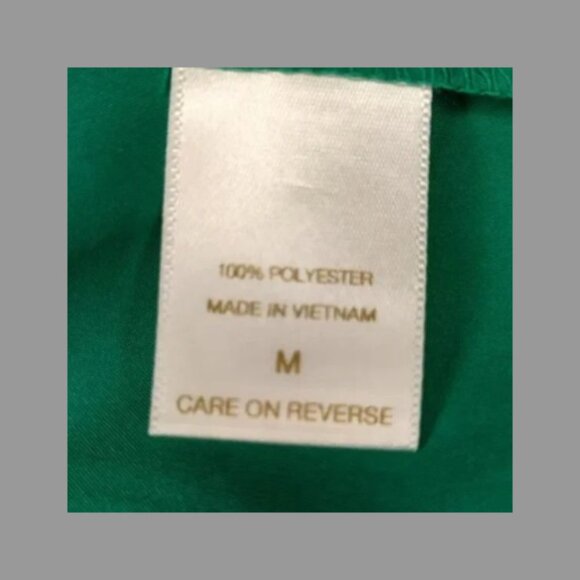 100% POLYESTER
MADE IN VIETNAM
M
CARE ON REVERSE